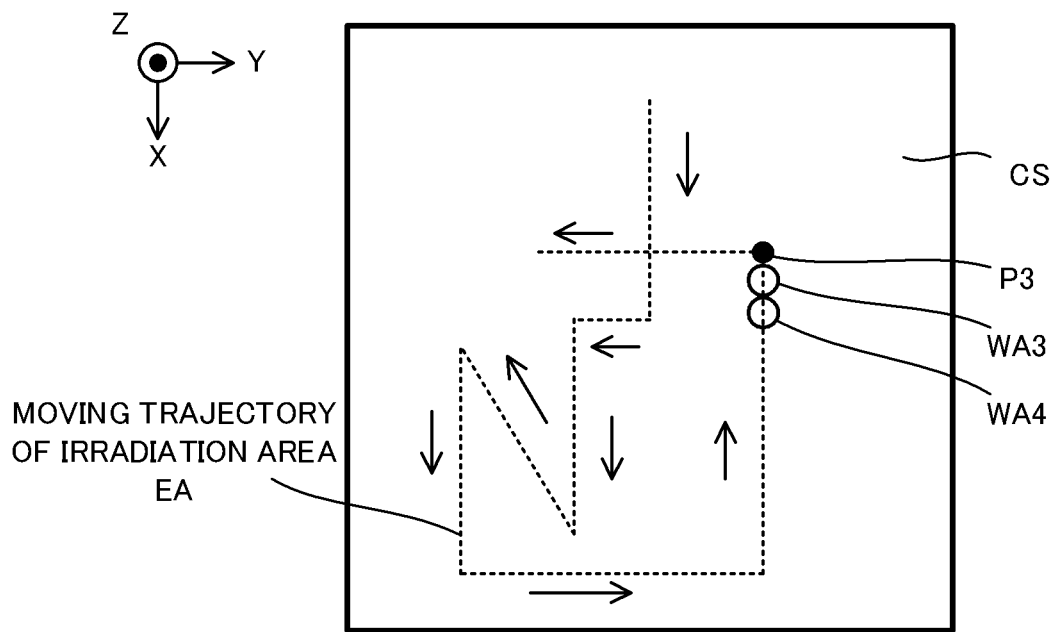 Z
Y
X
CS
P3
WA3
WA4
MOVING TRAJECTORY
OF IRRADIATION AREA
EA